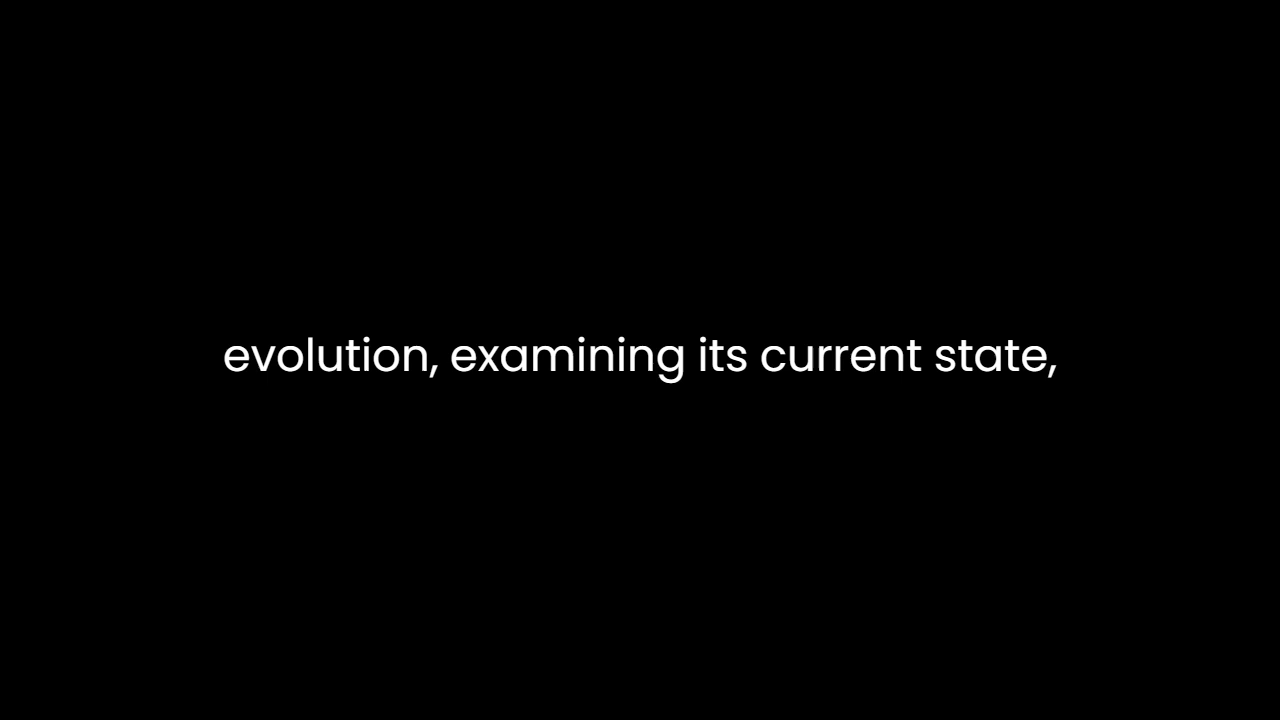 evolution, examining its current state,